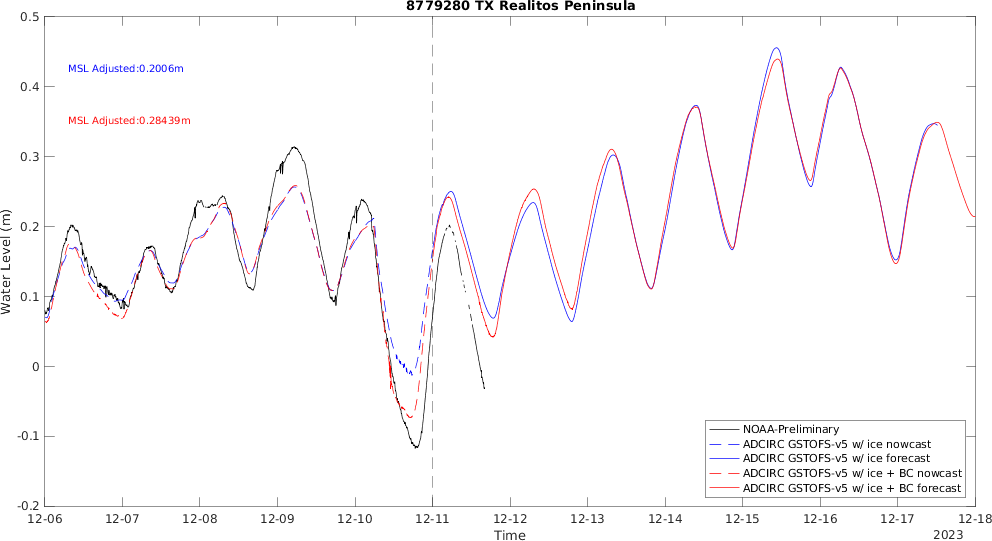 8779280 TX Realitos Peninsula
MSL Adjusted:0.2006m
MSL Adjusted:0.28439m
Water Level (m)
0.5
0.4
0.3
0.2
0.1
0
-0.1
-0.2
NOAA-Preliminary
ADCIRC GSTOFS-v5 w/ ice nowcast
ADCIRC GSTOFS-v5 w/ ice forecast
ADCIRC GSTOFS-v5 w/ ice + BC nowcast
ADCIRC GSTOFS-v5 w/ ice + BC forecast
12-06 12-07 12-08 12-09 12-10 12-11 12-12 12-13 12-14 12-15 12-16 12-17 12-18
Time
2023